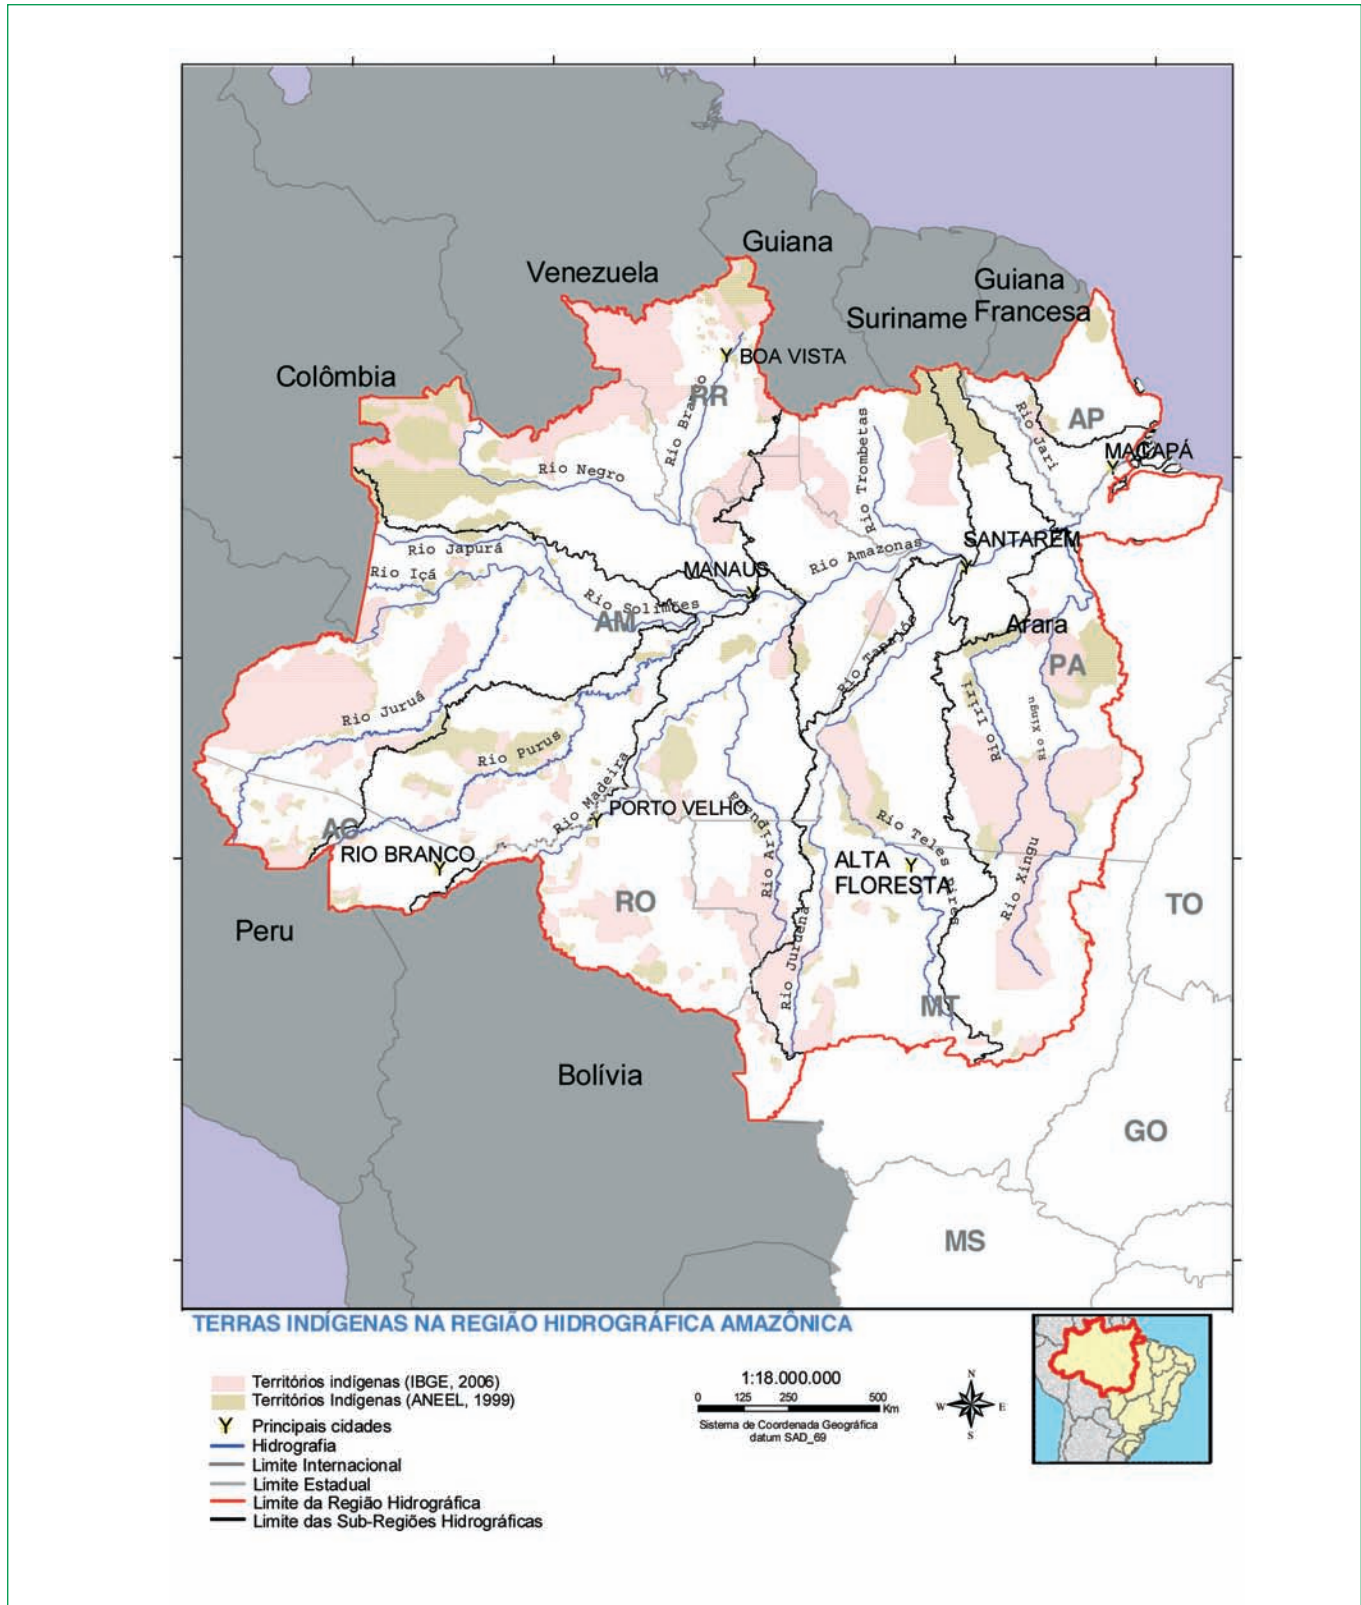 Guiana
Venezuela
Guiana
Francesa
Suriname
BOA VISTA
Colômbia
RR
Rio Branco
AP
Rio Jari
Rio Trombetas
MACAPÁ
Rio Negro
SANTARÉM
Rio Japurá
Rio Amazonas
MANAUS
Rio Içá
Rio Solimões
AM
Arara
Rio Tapajós
PA
Rio Juruá
Rio Iriri
Rio Xingu
Rio Purus
Rio Madeira
PORTO VELHO
Rio Aripuanã
AC
RIO BRANCO
Rio Teles Pires
ALTA
FLORESTA
RO
Rio Xingu
TO
Peru
Rio Juruena
MT
Bolívia
GO
MS
TERRAS INDÍGENAS NA REGIÃO HIDROGRÁFICA AMAZÔNICA
Territórios indígenas (IBGE, 2006)
Territórios Indígenas (ANEEL, 1999)
Principais cidades
Hidrografia
Limite Internacional
Limite Estadual
Limite da Região Hidrográfica
Limite das Sub-Regiões Hidrográficas
1:18.000.000
0 125 250 500
Km
Sistema de Coordenada Geográfica
datum SAD_69
N
W E
S